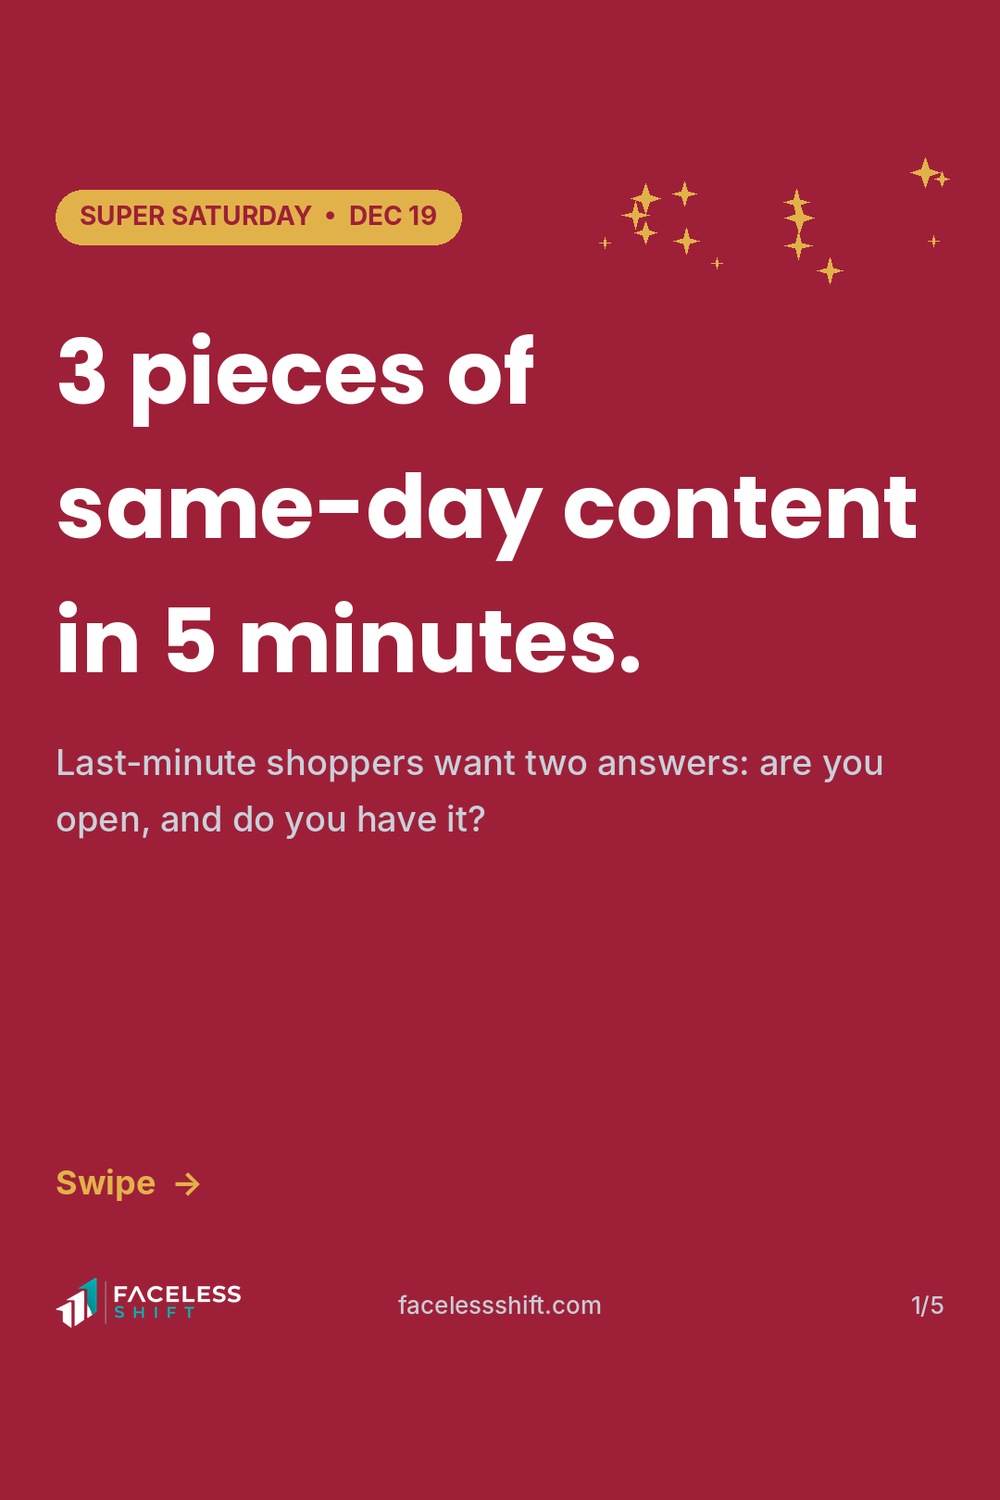 SUPER SATURDAY • DEC 19
3 pieces of
same-day content
in 5 minutes.
Last-minute shoppers want two answers: are you
open, and do you have it?
Swipe →
FACELESS
SHIFT
facelessshift.com
1/5